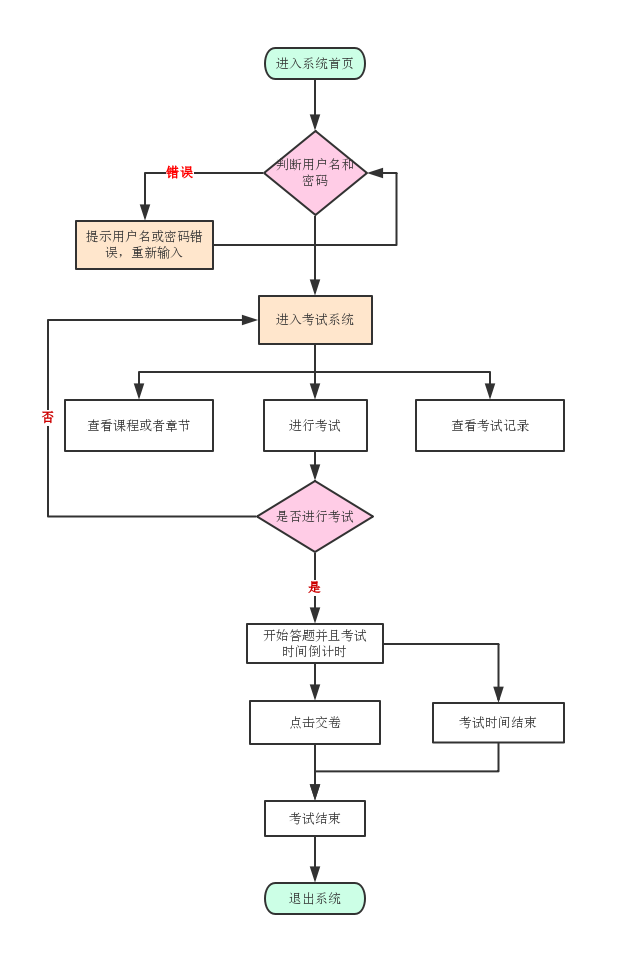 进入系统首页
判断用户名和
密码
错误
提示用户名或密码错
误，重新输入
进入考试系统
否
查看课程或者章节
进行考试
查看考试记录
是否进行考试
是
开始答题并且考试
时间倒计时
点击交卷
考试时间结束
考试结束
退出系统